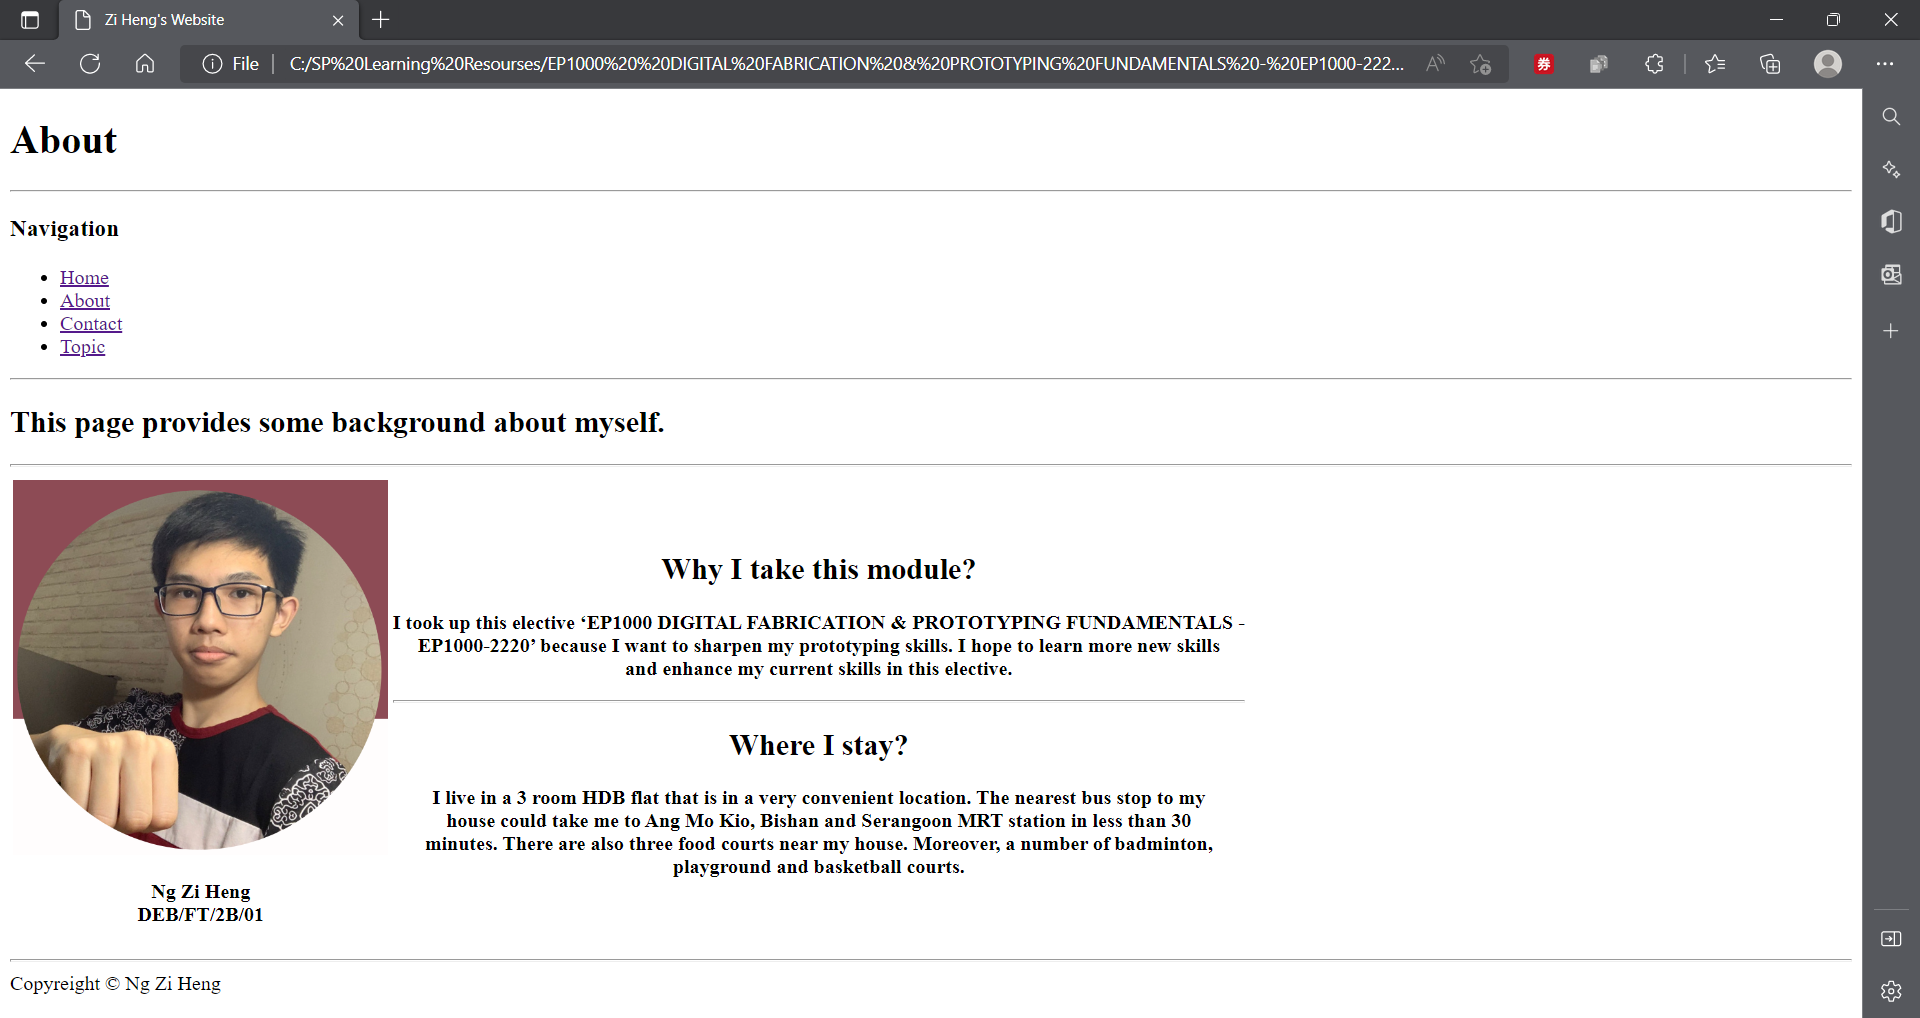 Zi Heng's Website
File
C:/SP%20Learning%20Resourses/EP1000%20%20DIGITAL%20FABRICATION%20&%20PROTOTYPING%20FUNDAMENTALS%20-%20EP1000-222...
券
About
Navigation
Home
About
Contact
Topic
This page provides some background about myself.
Why I take this module?
I took up this elective ‘EP1000 DIGITAL FABRICATION & PROTOTYPING FUNDAMENTALS -
EP1000-2220’ because I want to sharpen my prototyping skills. I hope to learn more new skills
and enhance my current skills in this elective.
Where I stay?
I live in a 3 room HDB flat that is in a very convenient location. The nearest bus stop to my
house could take me to Ang Mo Kio, Bishan and Serangoon MRT station in less than 30
minutes. There are also three food courts near my house. Moreover, a number of badminton,
playground and basketball courts.
Ng Zi Heng
DEB/FT/2B/01
Copyreight © Ng Zi Heng